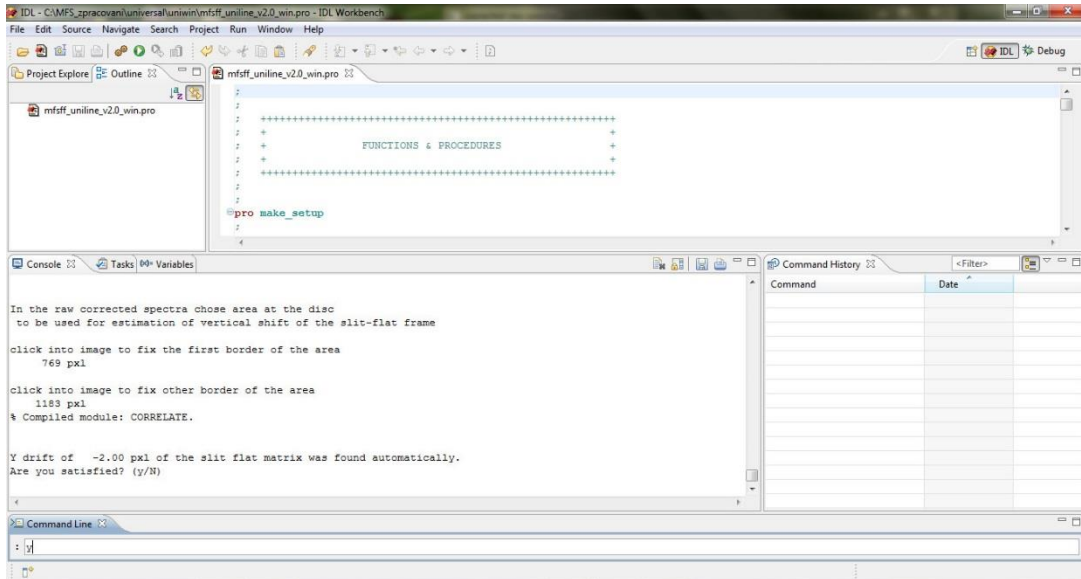 IDL - C:\MFS_zpracovani\universal\uniwin\mfsff_uniline_v2.0_win.pro - IDL Workbench
File Edit Source Navigate Search Project Run Window Help
IDL Debug
Project Explore Outline mfsff_uniline_v2.0_win.pro
mfsff_uniline_v2.0_win.pro
;
;
; ++++++++++++++++++++++++++++++++++++++++++++++++++++++++
; + +
; + FUNCTIONS & PROCEDURES +
; + +
; ++++++++++++++++++++++++++++++++++++++++++++++++++++++++
;
;
pro make_setup
;
Console Tasks Variables Command History <Filter>
Command Date
In the raw corrected spectra chose area at the disc
to be used for estimation of vertical shift of the slit-flat frame
click into image to fix the first border of the area
769 pxl
click into image to fix other border of the area
1183 pxl
% Compiled module: CORRELATE.
Y drift of -2.00 pxl of the slit flat matrix was found automatically.
Are you satisfied? (y/N)
Command Line
: y